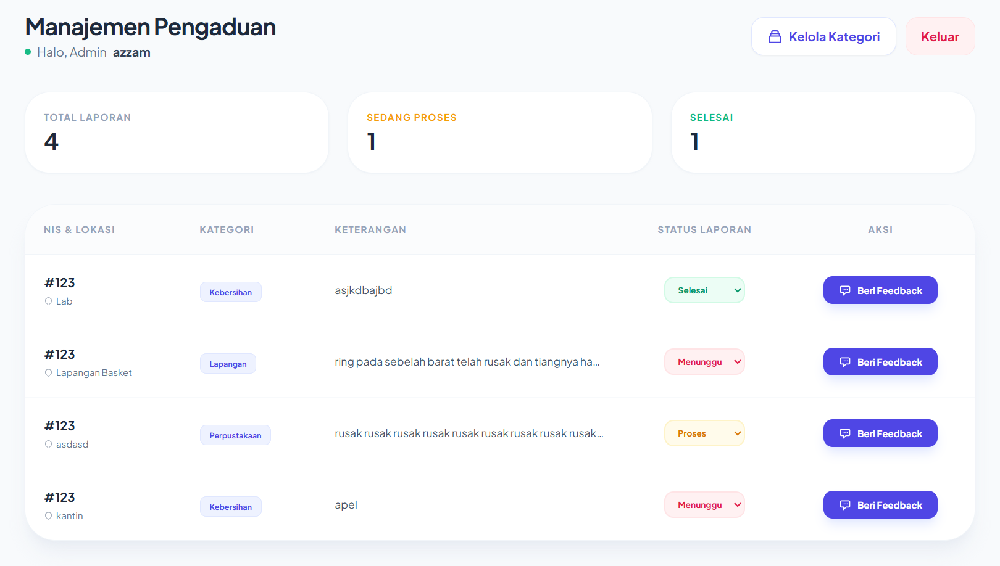 Manajemen Pengaduan
Halo, Admin azzam
Kelola Kategori
Keluar
TOTAL LAPORAN
4
SEDANG PROSES
1
SELESAI
1
NIS & LOKASI KATEGORI KETERANGAN STATUS LAPORAN AKSI
#123
Lab
Kebersihan
asjkdbajbd
Selesai
Beri Feedback
#123
Lapangan Basket
Lapangan
ring pada sebelah barat telah rusak dan tiangnya ha...
Menunggu
Beri Feedback
#123
asdasd
Perpustakaan
rusak rusak rusak rusak rusak rusak rusak rusak rusak...
Proses
Beri Feedback
#123
kantin
Kebersihan
apel
Menunggu
Beri Feedback